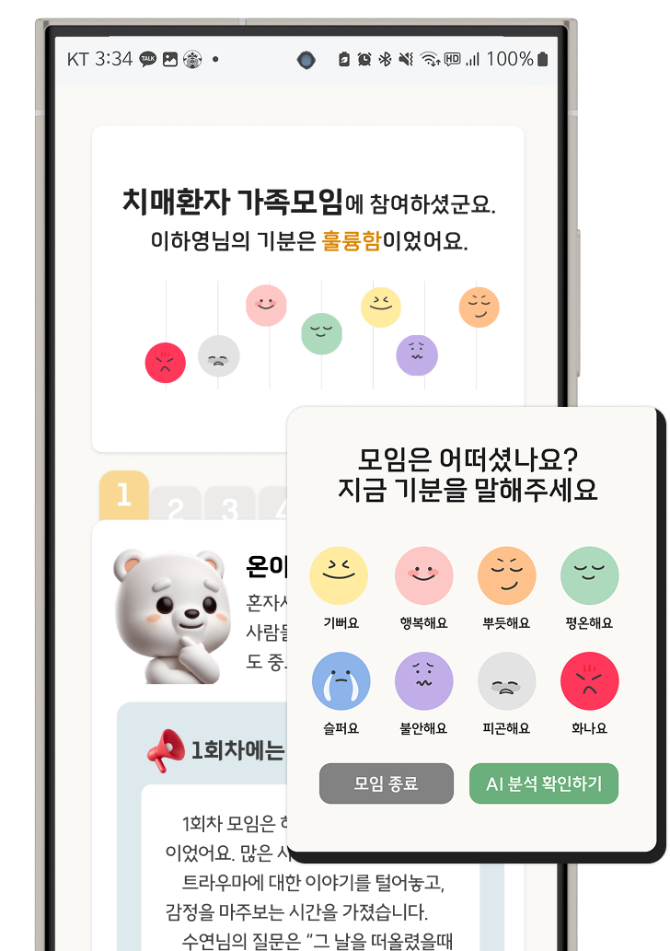 KT 3:34
TALK
HD
100%
치매환자 가족모임에 참여하셨군요.
이하영님의 기분은 훌륭함이었어요.
1 2 3 4
모임은 어떠셨나요?
지금 기분을 말해주세요
기뻐요 행복해요 뿌듯해요 평온해요
슬퍼요 불안해요 피곤해요 화나요
모임 종료 AI 분석 확인하기
혼자
사람
도 중
1회차에는
1회차 모임은
이었어요. 많은
트라우마에 대한 이야기를 털어놓고,
감정을 마주보는 시간을 가졌습니다.
수연님의 질문은 “그 날을 떠올렸을때